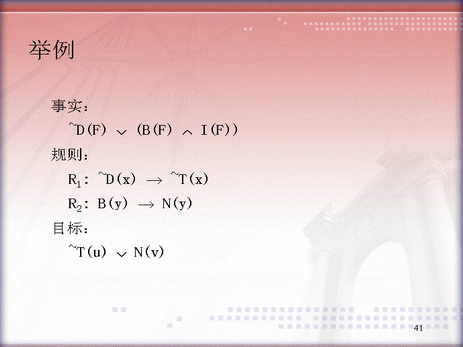 举例
事实：
~D(F) ∨ (B(F) ∧ I(F))
规则：
R₁: ~D(x) → ~T(x)
R₂: B(y) → N(y)
目标：
~T(u) ∨ N(v)
41